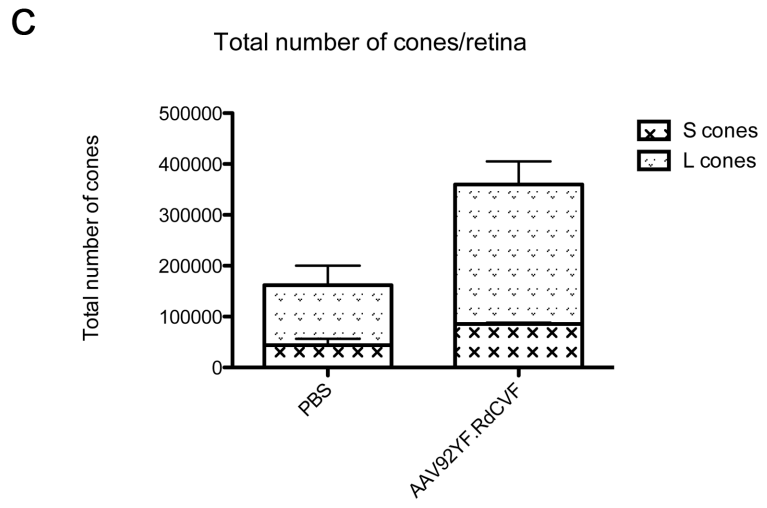 C
Total number of cones/retina
500000
400000
300000
200000
100000
0
Total number of cones
PBS
AAV92YF.RdCVF
S cones
L cones